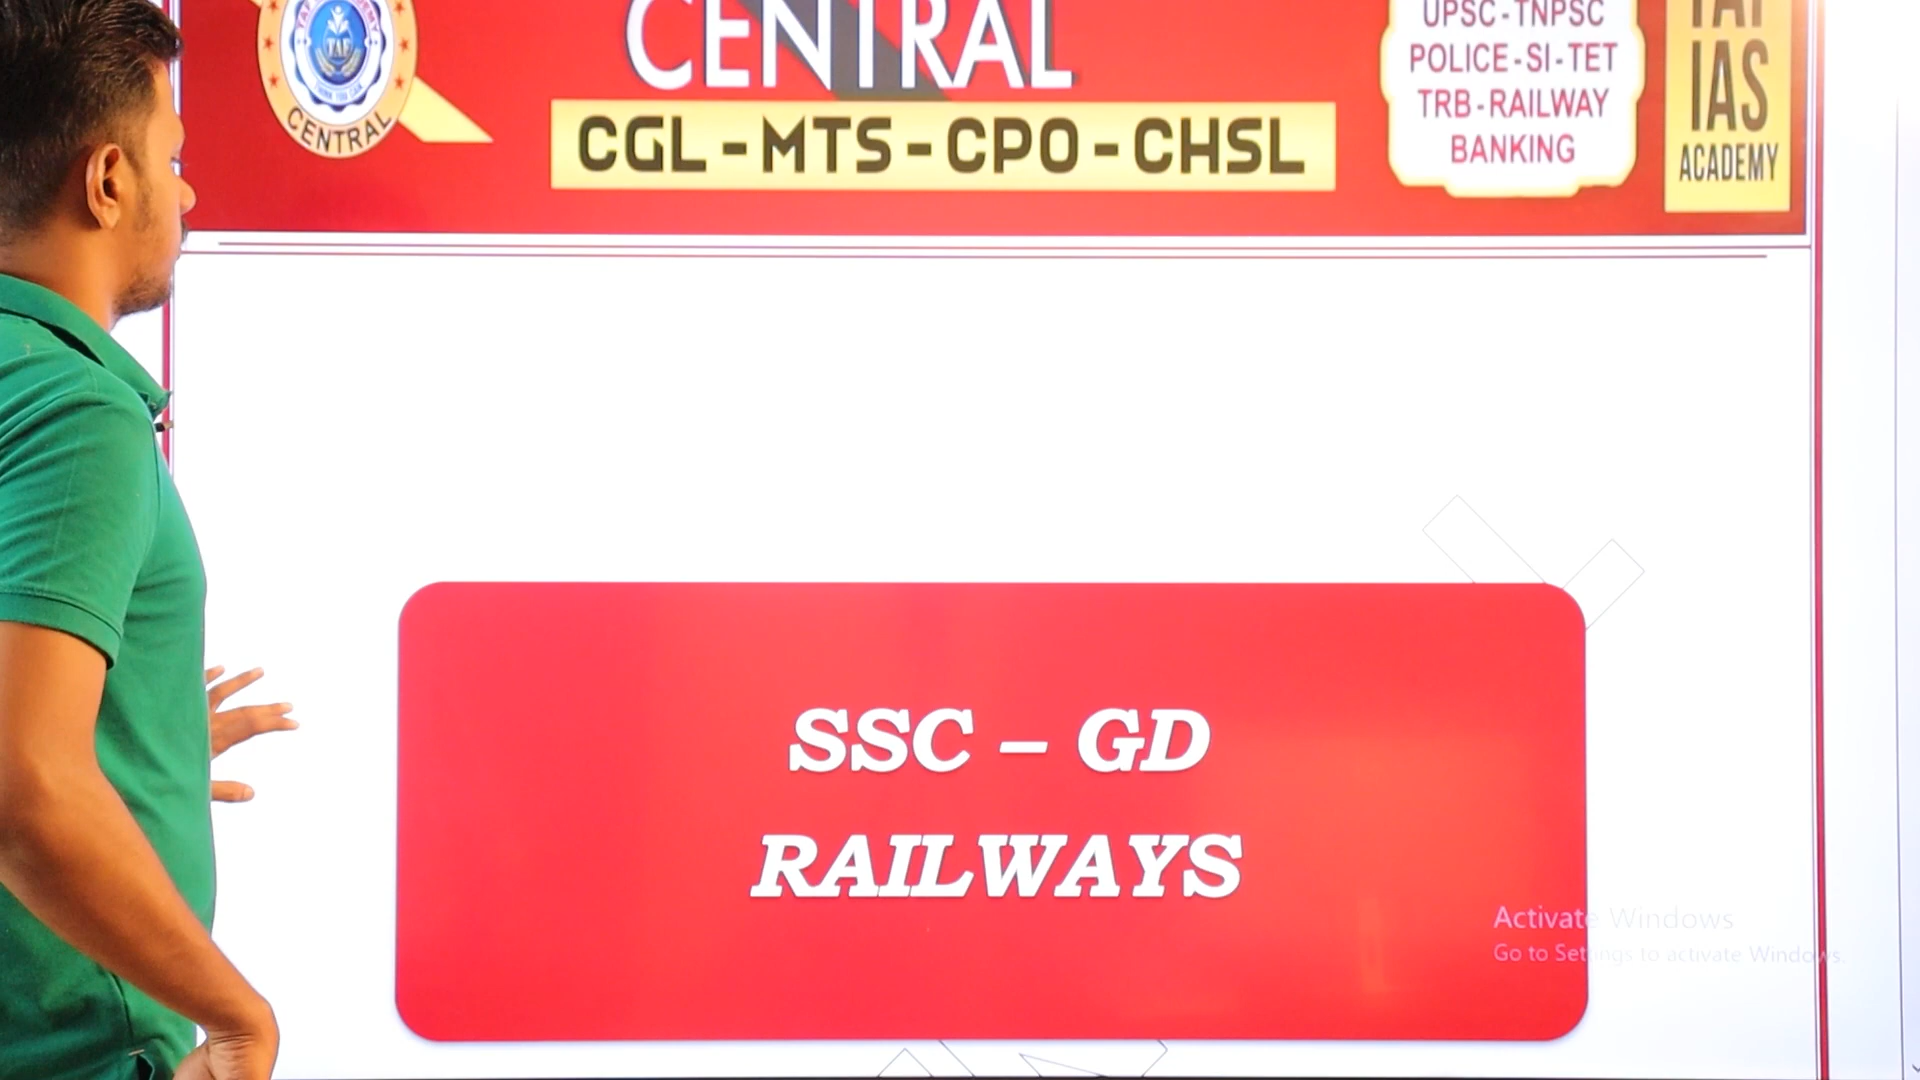 CENTRAL
CGL - MTS - CPO - CHSL
CENTRAL
UPSC - TNPSC
POLICE - SI - TET
TRB - RAILWAY
BANKING
IAS
ACADEMY
SSC – GD
RAILWAYS
Activate Windows
Go to Settings to activate Windows.